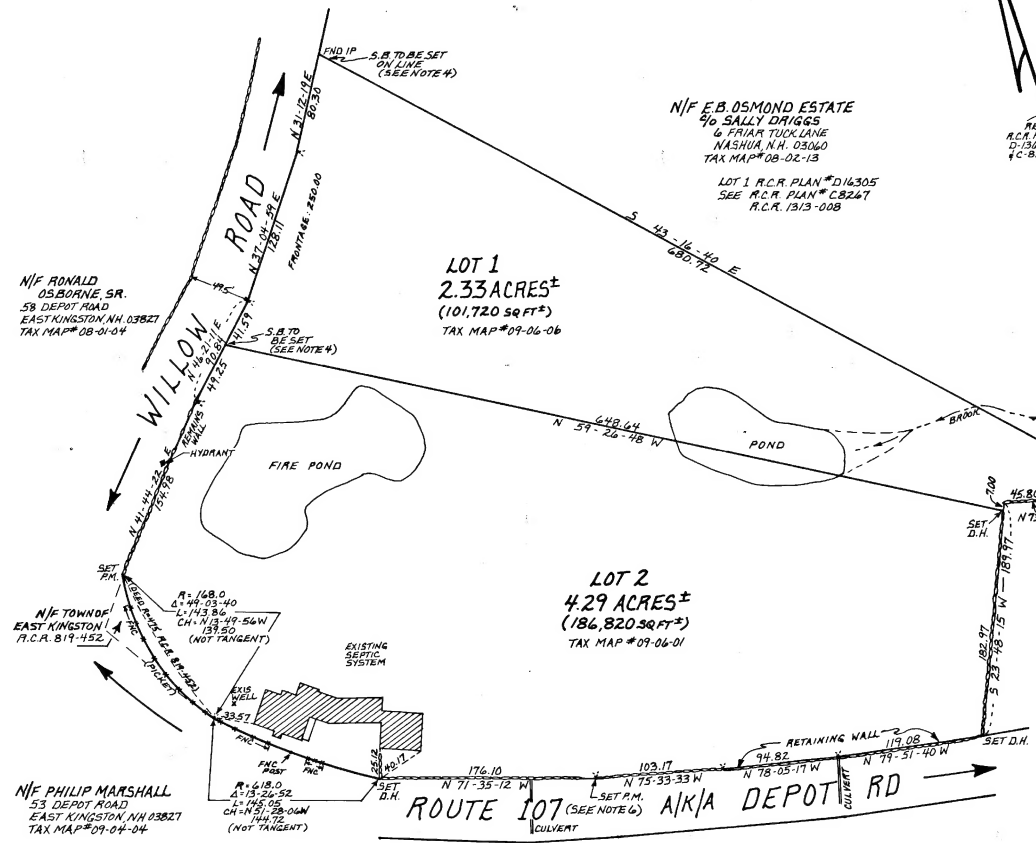 FND IP
S.B. TO BE SET
ON LINE
(SEE NOTE 4)
N 31-12-19 E
80.30
N/F E.B. OSMOND ESTATE
c/o SALLY DRIGGS
6 FRIAR TUCK LANE
NASHUA, N.H. 03060
TAX MAP # 08-02-13
LOT 1 R.C.R. PLAN # D16305
SEE R.C.R. PLAN # C8267
R.C.R. 1313-008
S 43-16-40 E
680.72
WILLOW ROAD
N 37-04-59 E
128.11
FRONTAGE: 250.00
LOT 1
2.33 ACRES±
(101,720 SQ FT±)
TAX MAP # 09-06-06
N/F RONALD
OSBORNE, SR.
58 DEPOT ROAD
EAST KINGSTON, N.H. 03827
TAX MAP # 08-01-04
49.5
N 46-21-11 E
90.84
41.59
49.25
S.B. TO
BE SET
(SEE NOTE 4)
648.64
N 59-26-48 W
POND
BROOK
FIRE POND
REMAINS
WALL
HYDRANT
N 41-44-22 E
154.98
7.00
45.80
SET
D.H.
189.97
182.97
S 23-48-15 W
SET
P.M.
LOT 2
4.29 ACRES±
(186,820 SQ FT±)
TAX MAP # 09-06-01
R= 168.0
Δ= 49-03-40
L= 143.86
CH= N 13-49-56 W
139.50
(NOT TANGENT)
N/F TOWN OF
EAST KINGSTON
R.C.R. 819-452
FNC
(PICKET)
EXISTING
SEPTIC
SYSTEM
EXIS
WELL
33.57
FNC
FNC
POST
FNC
25.12
40.17
SET
D.H.
176.10
N 71-35-12 W
103.17
N 75-33-33 W
RETAINING WALL
94.82
N 78-05-17 W
119.08
N 79-51-40 W
SET D.H.
R= 618.0
Δ= 13-26-52
L= 145.05
CH= N 51-28-06 W
144.72
(NOT TANGENT)
N/F PHILIP MARSHALL
53 DEPOT ROAD
EAST KINGSTON, NH 03827
TAX MAP # 09-04-04
SET P.M.
(SEE NOTE 6)
ROUTE 107 A/K/A DEPOT RD
CULVERT
CULVERT